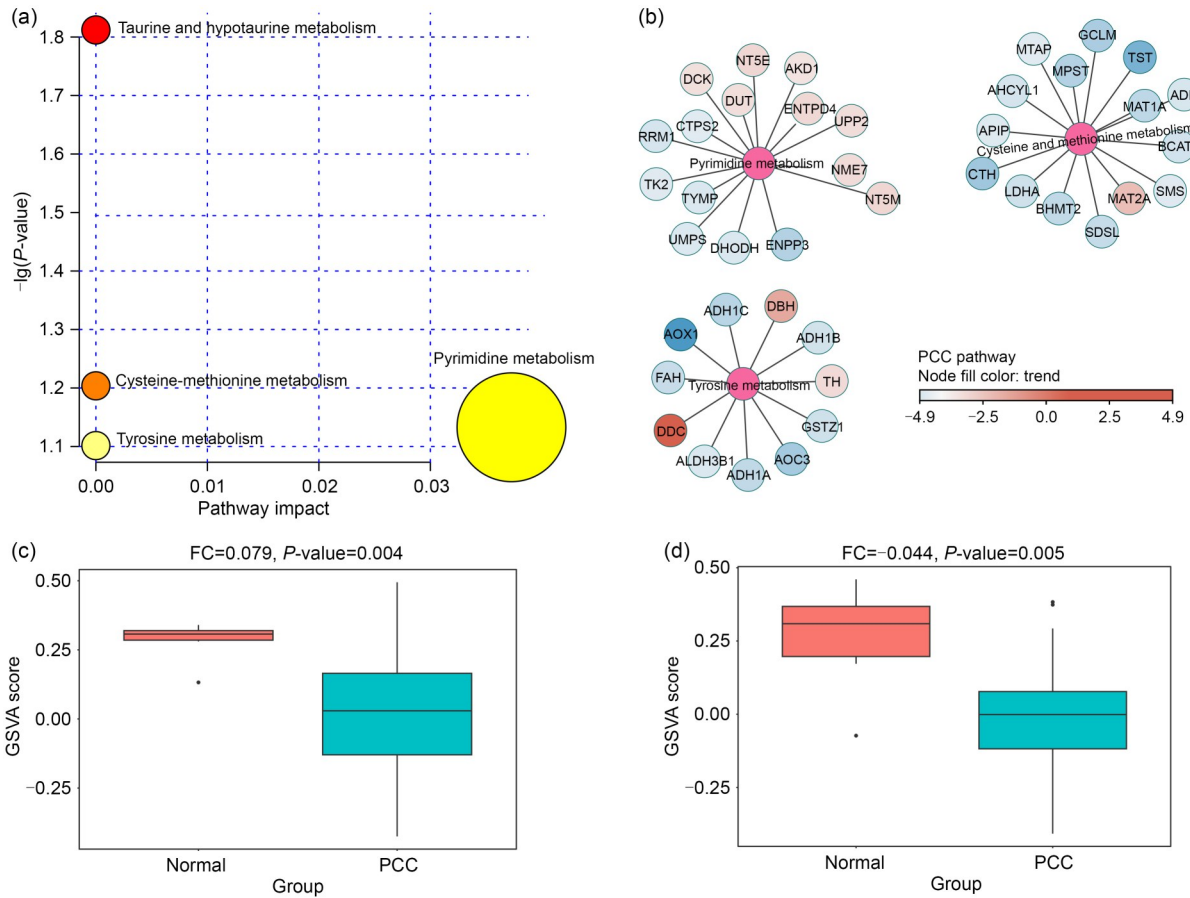 (a)
Taurine and hypotaurine metabolism
1.8
1.7
1.6
1.5
1.4
1.3
1.2
1.1
−lg(P-value)
Pyrimidine metabolism
Cysteine-methionine metabolism
Tyrosine metabolism
0.00
0.01
0.02
0.03
Pathway impact
(b)
NT5E
AKD1
DCK
DUT
ENTPD4
UPP2
CTPS2
RRM1
Pyrimidine metabolism
NME7
TK2
TYMP
NT5M
UMPS
DHODH
ENPP3
GCLM
MTAP
TST
MPST
AHCYL1
MAT1A
APIP
Cysteine and methionine metabolism
BCAT
CTH
LDHA
MAT2A
SMS
BHMT2
SDSL
ADH1C
DBH
AOX1
ADH1B
FAH
Tyrosine metabolism
TH
DDC
GSTZ1
ALDH3B1
AOC3
ADH1A
PCC pathway
Node fill color: trend
−4.9
−2.5
0.0
2.5
4.9
(c)
FC=0.079, P-value=0.004
0.50
0.25
0.00
−0.25
GSVA score
Normal
PCC
Group
(d)
FC=−0.044, P-value=0.005
0.50
0.25
0.00
−0.25
GSVA score
Normal
PCC
Group